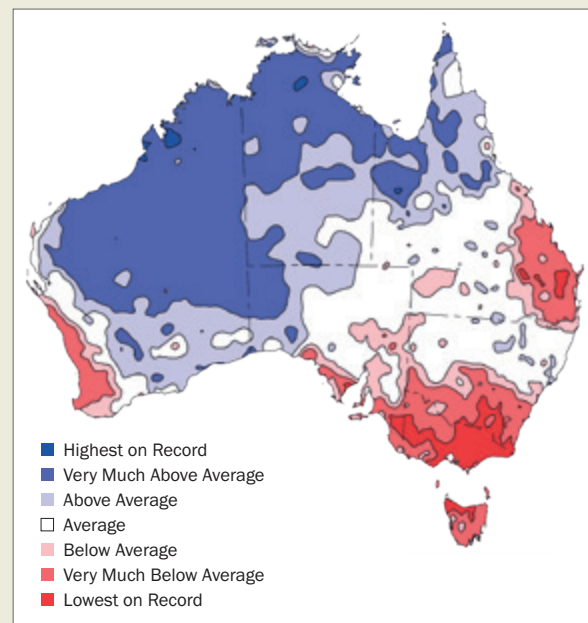 Highest on Record
Very Much Above Average
Above Average
Average
Below Average
Very Much Below Average
Lowest on Record